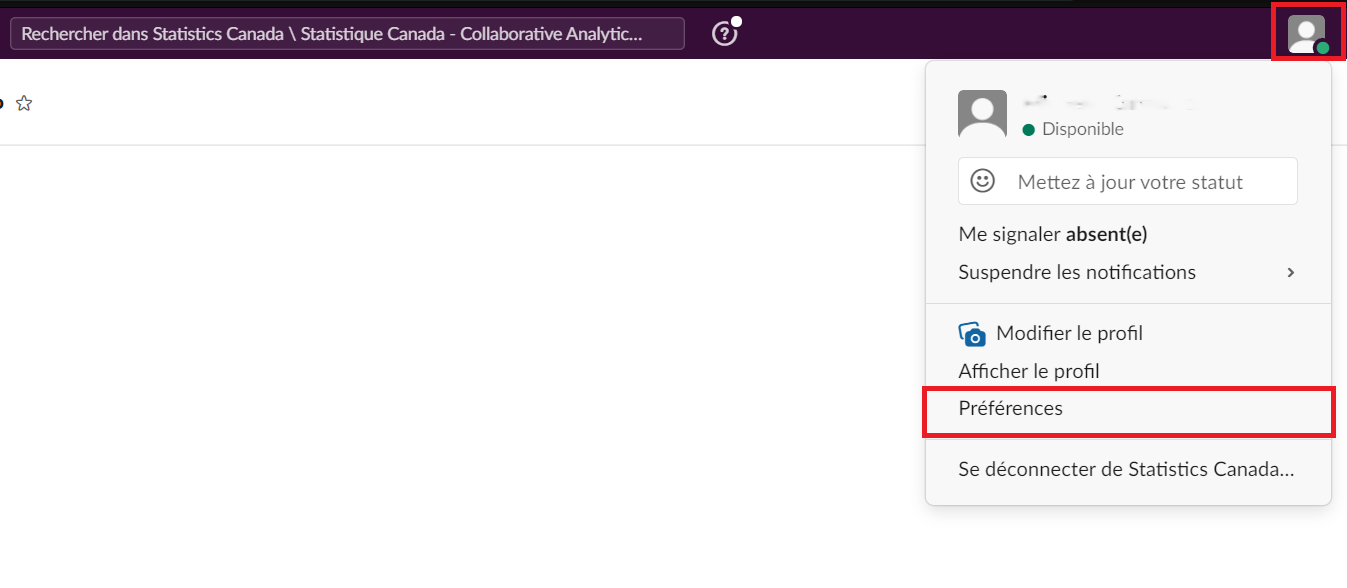 Rechercher dans Statistics Canada \ Statistique Canada - Collaborative Analytic...
Disponible
Mettez à jour votre statut
Me signaler absent(e)
Suspendre les notifications
Modifier le profil
Afficher le profil
Préférences
Se déconnecter de Statistics Canada...